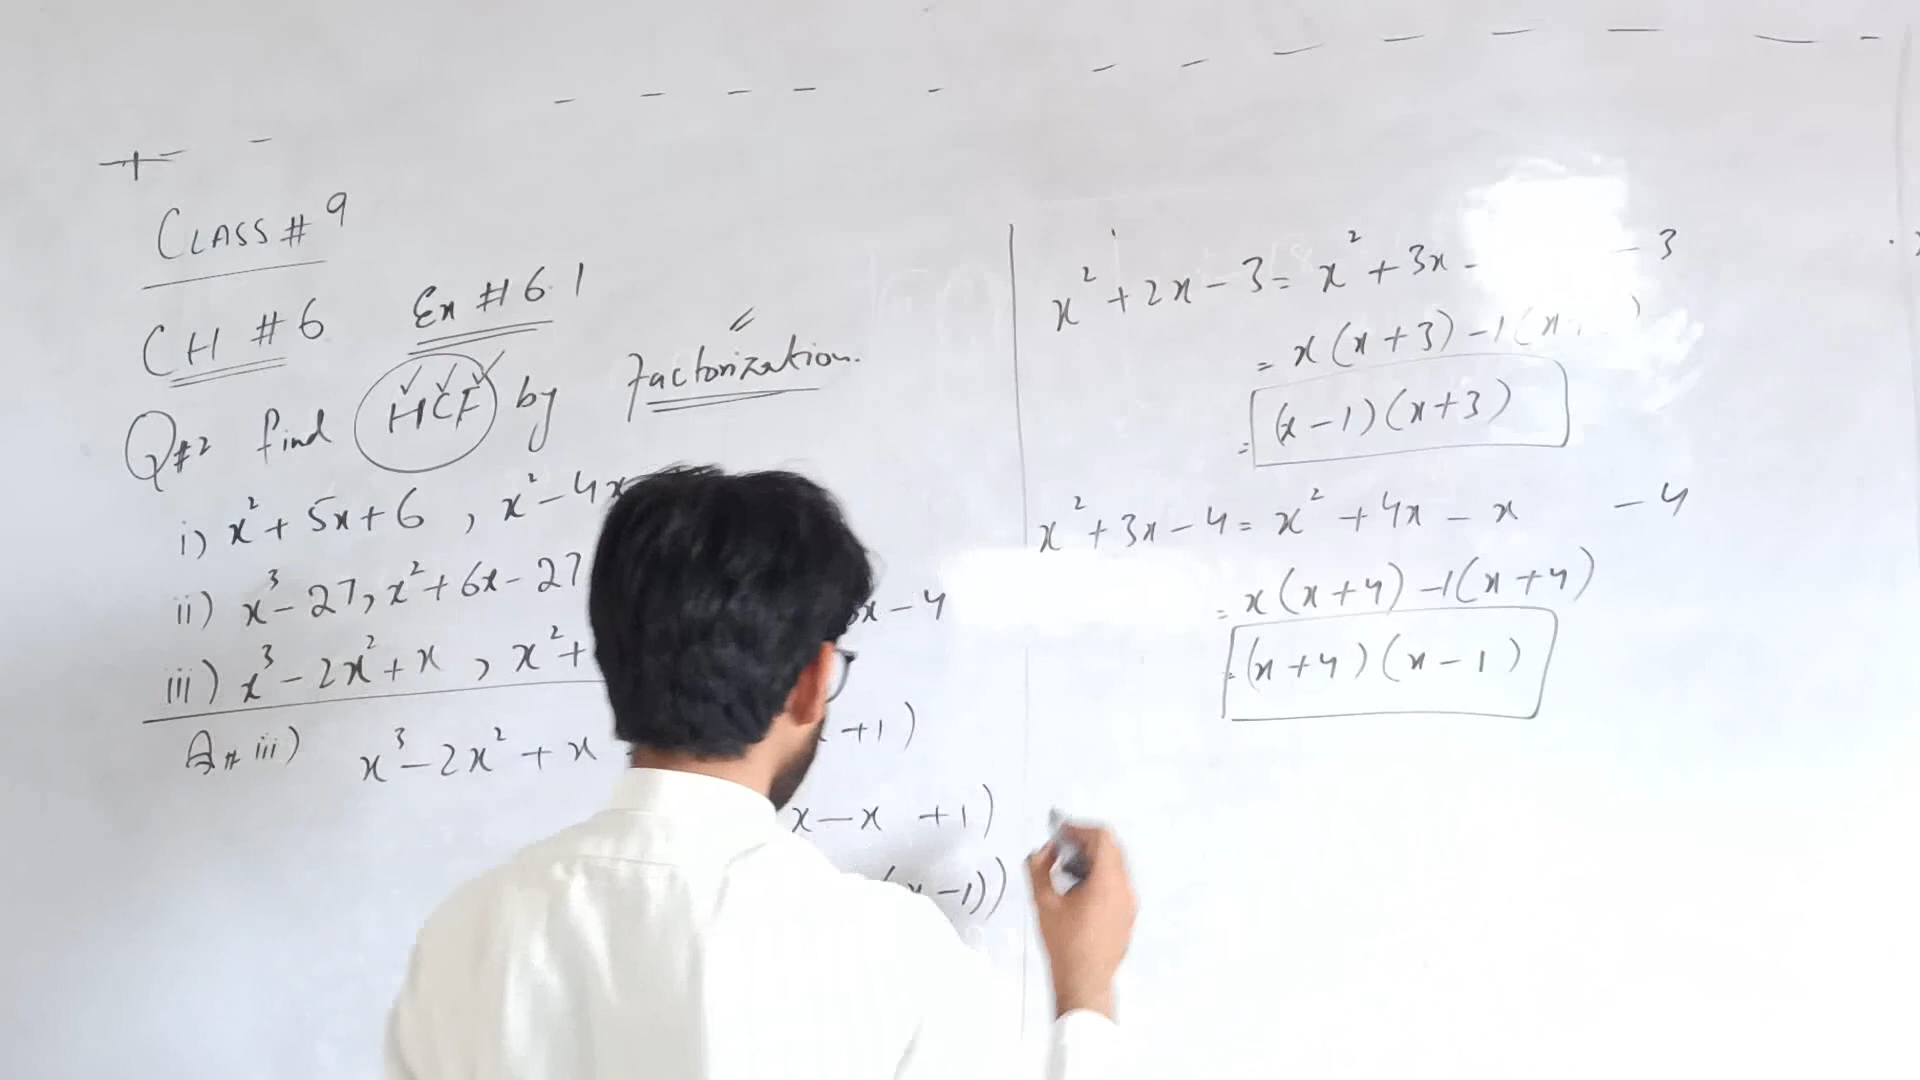 CLASS # 9
CH # 6 Ex # 6.1
Q#2 find HCF by Factorization.
i) x² + 5x + 6 , x² - 4x
ii) x³ - 27, x² + 6x - 27
iii) x³ - 2x² + x , x² + x - 4
Q# iii) x³ - 2x² + x + 1)
x - x + 1)
- 1))
x² + 2x - 3 = x² + 3x - - 3
= x(x + 3) - 1(x
= (x - 1)(x + 3)
x² + 3x - 4 = x² + 4x - x - 4
= x(x + 4) - 1(x + 4)
= (x + 4)(x - 1)